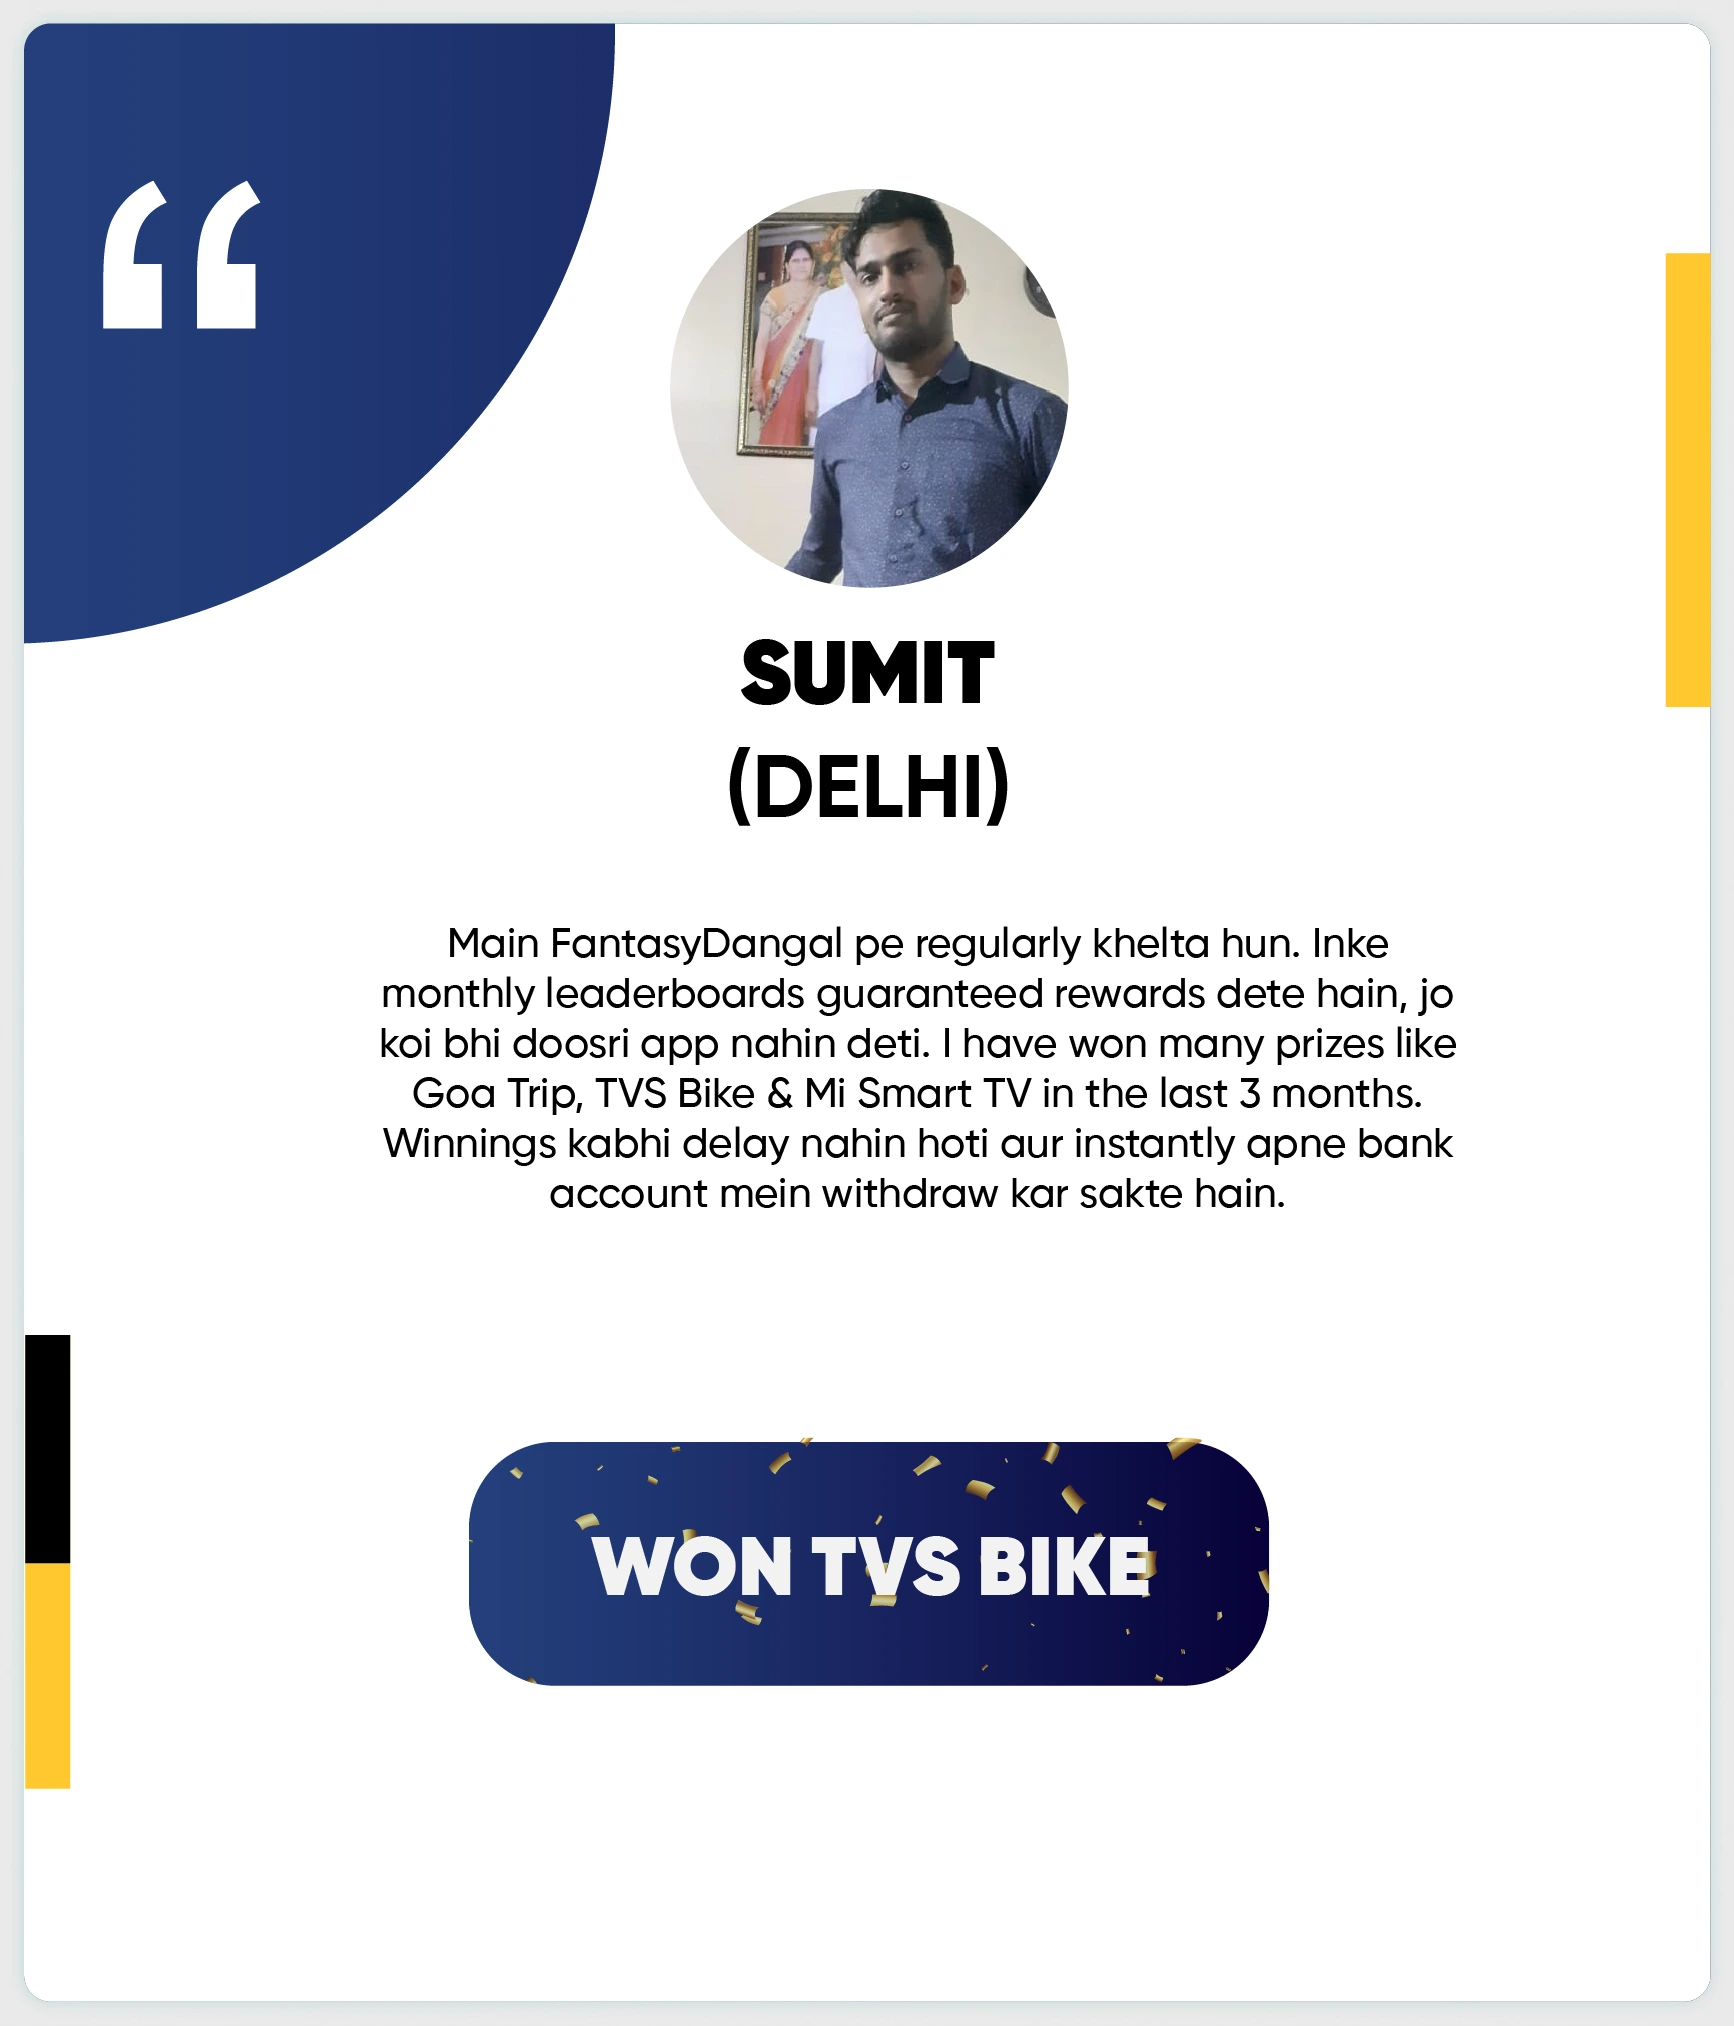 “
SUMIT
(DELHI)
Main FantasyDangal pe regularly khelta hun. Inke
monthly leaderboards guaranteed rewards dete hain, jo
koi bhi doosri app nahin deti. I have won many prizes like
Goa Trip, TVS Bike & Mi Smart TV in the last 3 months.
Winnings kabhi delay nahin hoti aur instantly apne bank
account mein withdraw kar sakte hain.
WON TVS BIKE